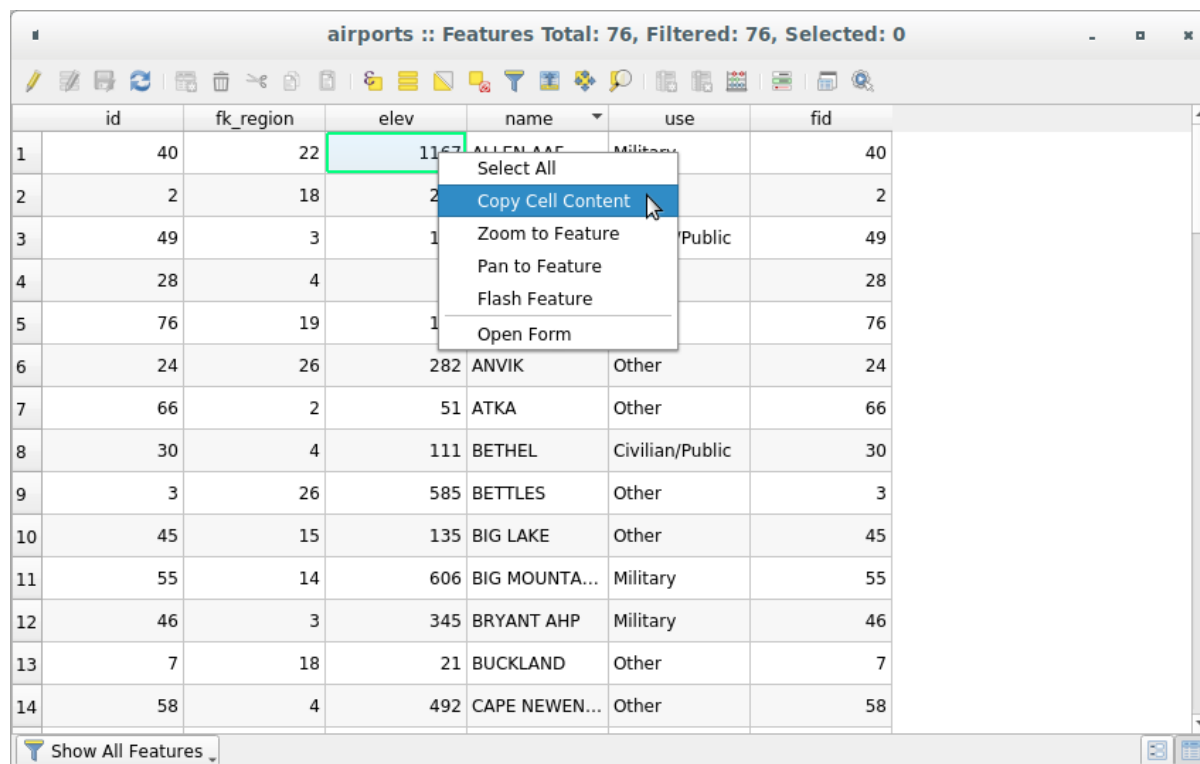 airports :: Features Total: 76, Filtered: 76, Selected: 0
id fk_region elev name use fid
1 40 22 1167 ALLEN AAF Military 40
Select All
2 2 18 2
Copy Cell Content
3 49 3 /Public 49
Zoom to Feature
4 28 4 28
Pan to Feature
Flash Feature
5 76 19 76
Open Form
6 24 26 282 ANVIK Other 24
7 66 2 51 ATKA Other 66
8 30 4 111 BETHEL Civilian/Public 30
9 3 26 585 BETTLES Other 3
10 45 15 135 BIG LAKE Other 45
11 55 14 606 BIG MOUNTA... Military 55
12 46 3 345 BRYANT AHP Military 46
13 7 18 21 BUCKLAND Other 7
14 58 4 492 CAPE NEWEN... Other 58
Show All Features